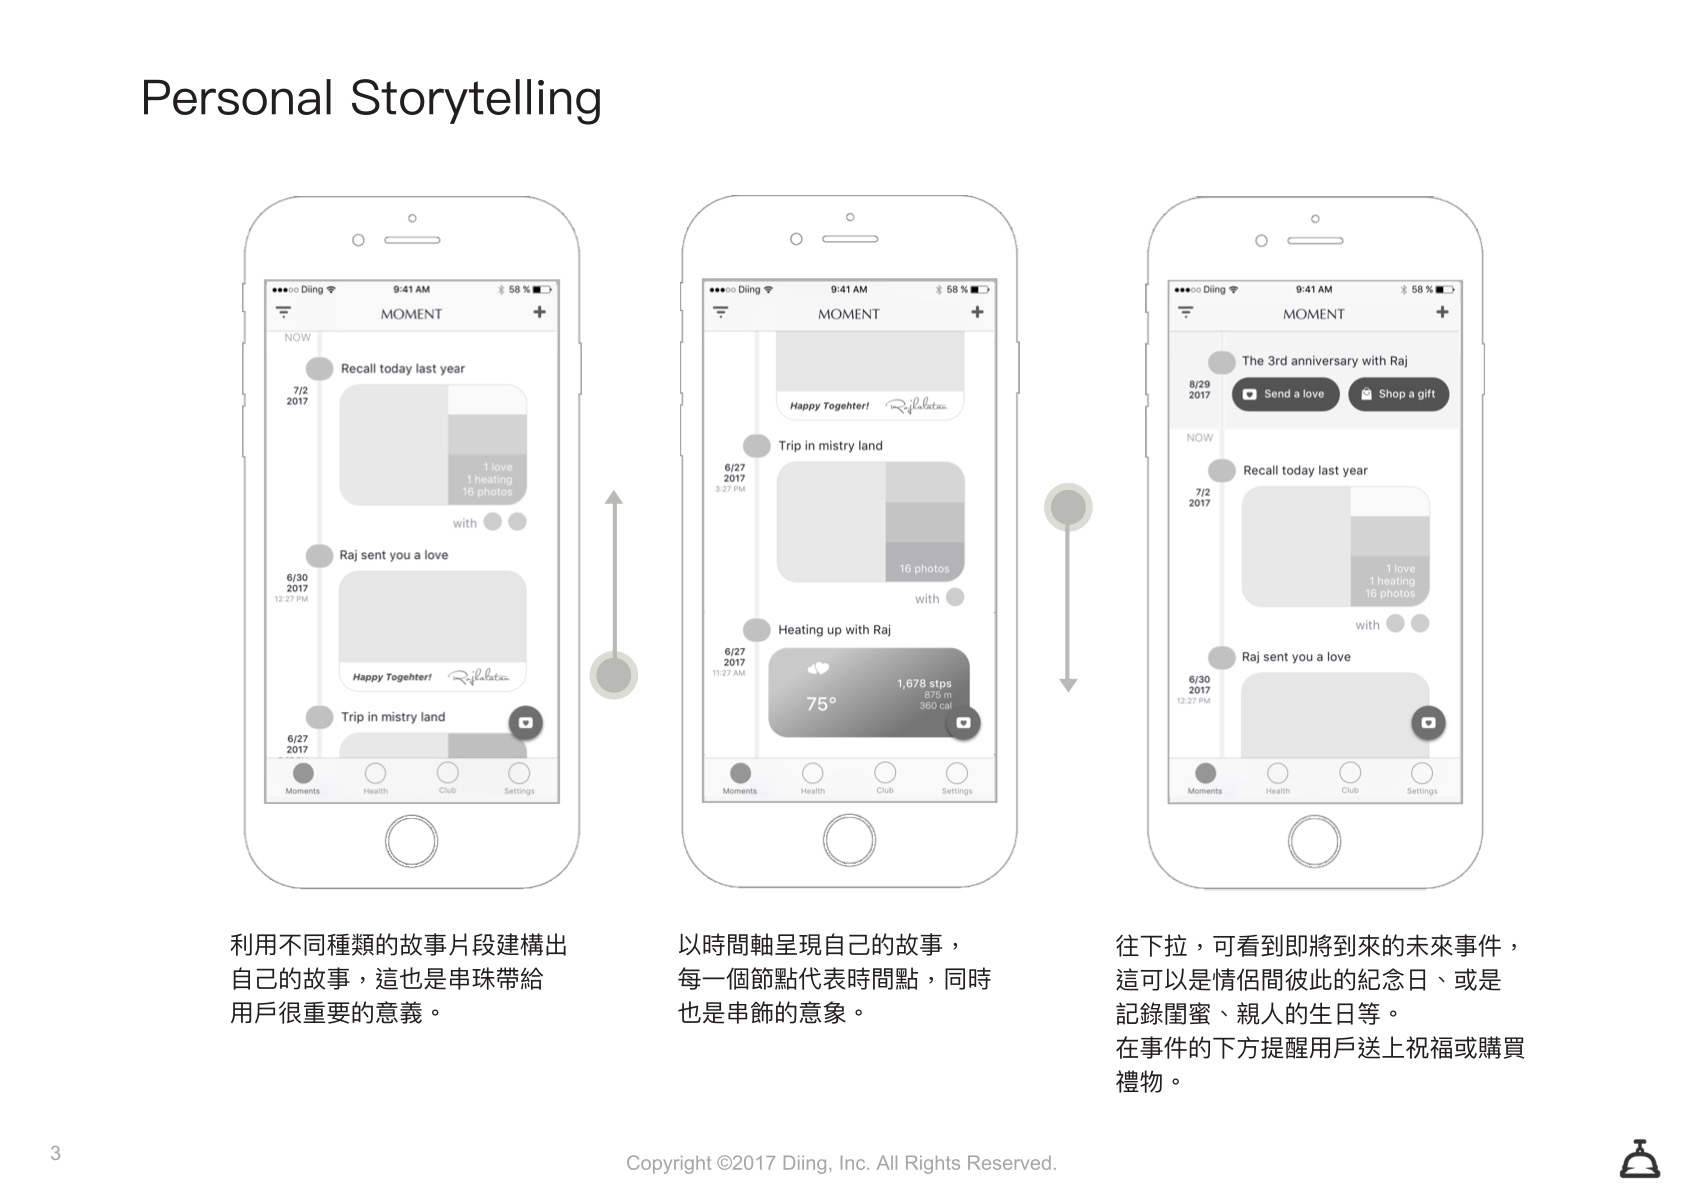 Personal Storytelling
●●●○○ Diing 9:41 AM 58 %
MOMENT
NOW
Recall today last year
7/2
2017
1 love
1 heating
16 photos
with
Raj sent you a love
6/30
2017
12:27 PM
Happy Togehter! Rajhalatan
Trip in mistry land
6/27
2017
Moments Health Club Settings
●●●○○ Diing 9:41 AM 58 %
MOMENT
Happy Togehter! Rajhalatan
Trip in mistry land
6/27
2017
3:27 PM
16 photos
with
Heating up with Raj
6/27
2017
11:27 AM
1,678 stps
875 m
75°
360 cal
Moments Health Club Settings
●●●○○ Diing 9:41 AM 58 %
MOMENT
The 3rd anniversary with Raj
8/29
2017
Send a love Shop a gift
NOW
Recall today last year
7/2
2017
1 love
1 heating
16 photos
with
Raj sent you a love
6/30
2017
12:27 PM
Moments Health Club Settings
利用不同種類的故事片段建構出
自己的故事，這也是串珠帶給
用戶很重要的意義。
以時間軸呈現自己的故事，
每一個節點代表時間點，同時
也是串飾的意象。
往下拉，可看到即將到來的未來事件，
這可以是情侶間彼此的紀念日、或是
記錄閨蜜、親人的生日等。
在事件的下方提醒用戶送上祝福或購買
禮物。
3
Copyright ©2017 Diing, Inc. All Rights Reserved.